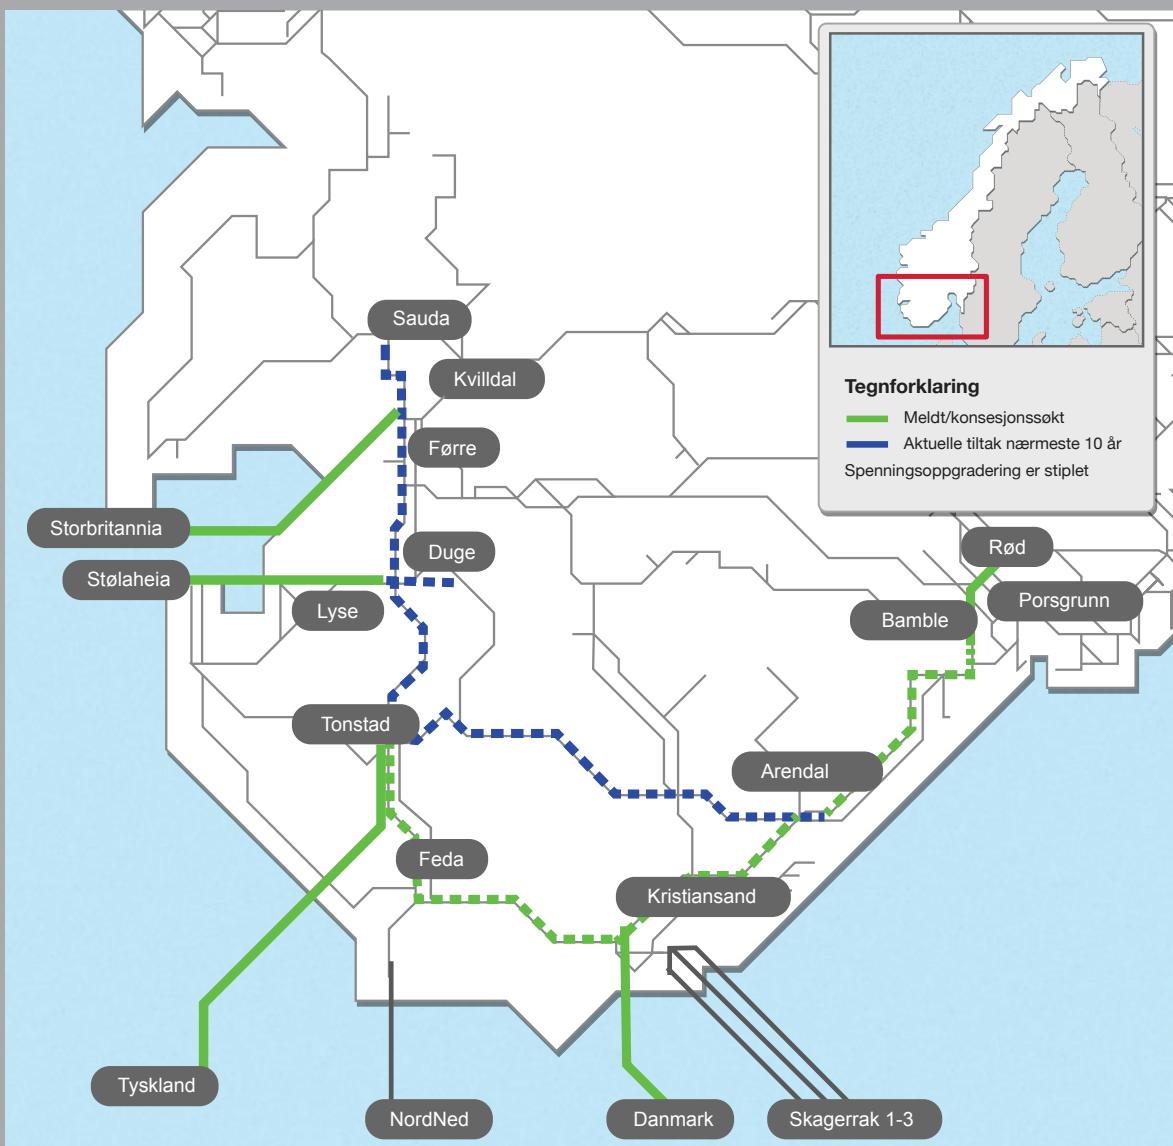 Tegnforklaring
Meldt/konsesjonssøkt
Aktuelle tiltak nærmeste 10 år
Spenningsoppgradering er stiplet
Sauda
Kvilldal
Førre
Storbritannia
Duge
Rød
Stølaheia
Lyse
Porsgrunn
Bamble
Tonstad
Arendal
Feda
Kristiansand
Tyskland
NordNed
Danmark
Skagerrak 1-3